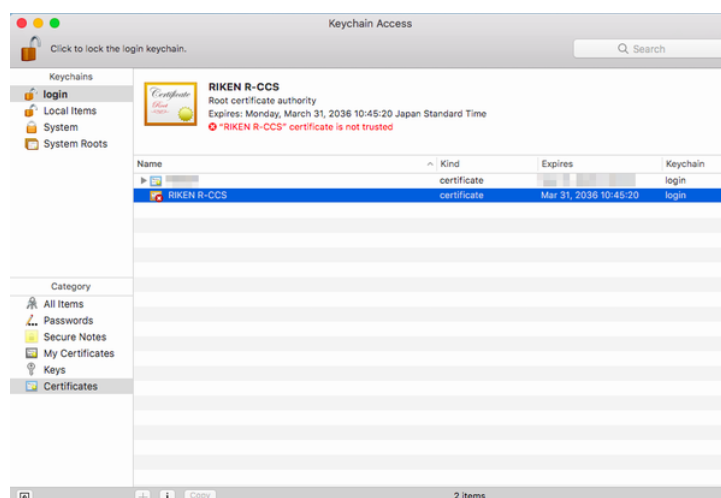 Keychain Access
Click to lock the login keychain.
Search
Keychains
login
Local Items
System
System Roots
Certificate
Root
RIKEN R-CCS
Root certificate authority
Expires: Monday, March 31, 2036 10:45:20 Japan Standard Time
"RIKEN R-CCS" certificate is not trusted
Name Kind Expires Keychain
certificate login
RIKEN R-CCS certificate Mar 31, 2036 10:45:20 login
Category
All Items
Passwords
Secure Notes
My Certificates
Keys
Certificates
+ i Copy 2 items